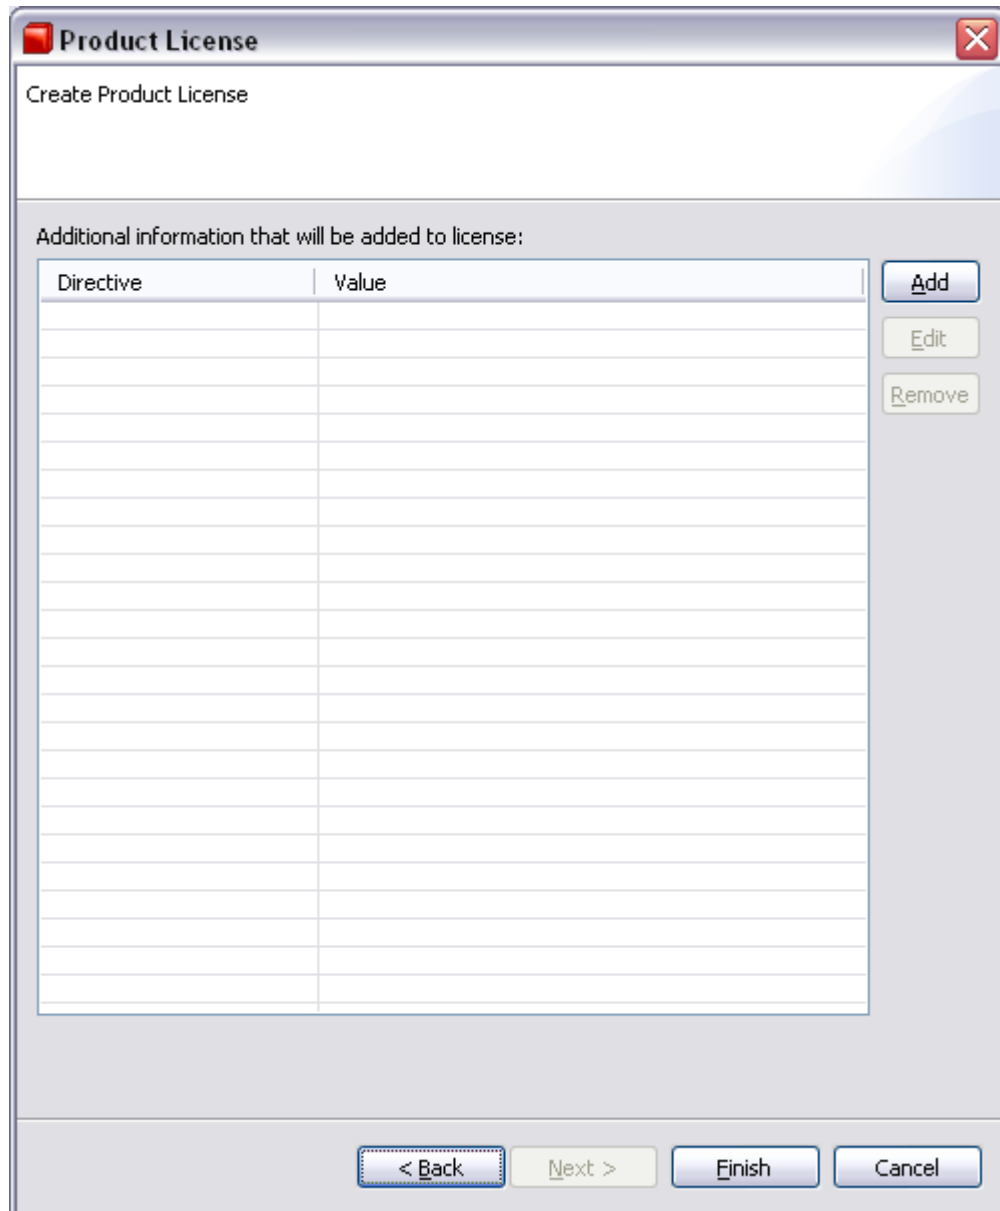 Product License
Create Product License
Additional information that will be added to license:
Directive Value
Add
Edit
Remove
< Back Next > Finish Cancel